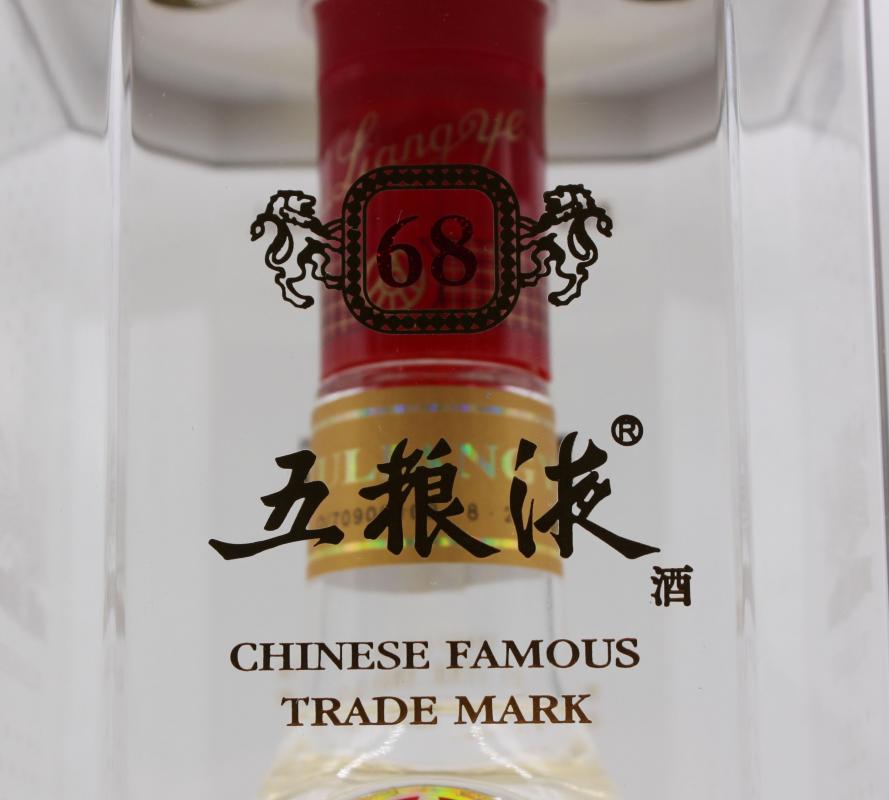 Liangye
68
五粮液®
酒
CHINESE FAMOUS
TRADE MARK